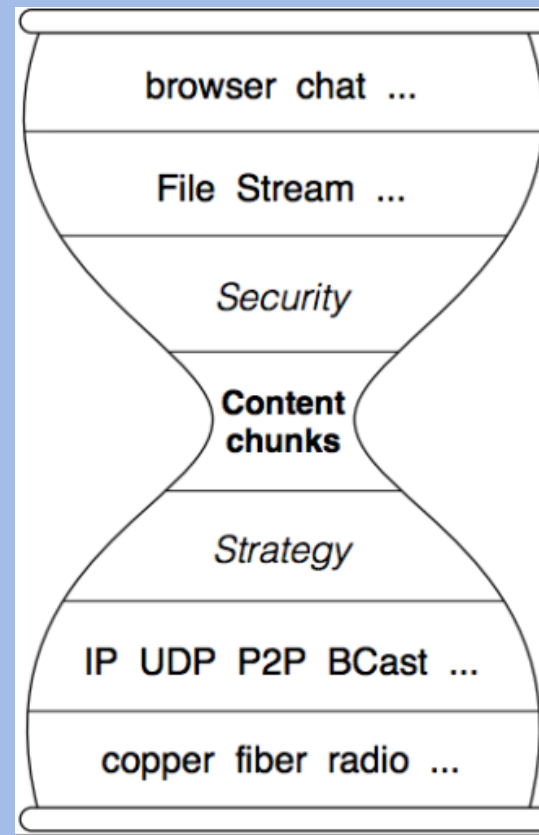 browser chat ...
File Stream ...
Security
Content
chunks
Strategy
IP UDP P2P BCast ...
copper fiber radio ...